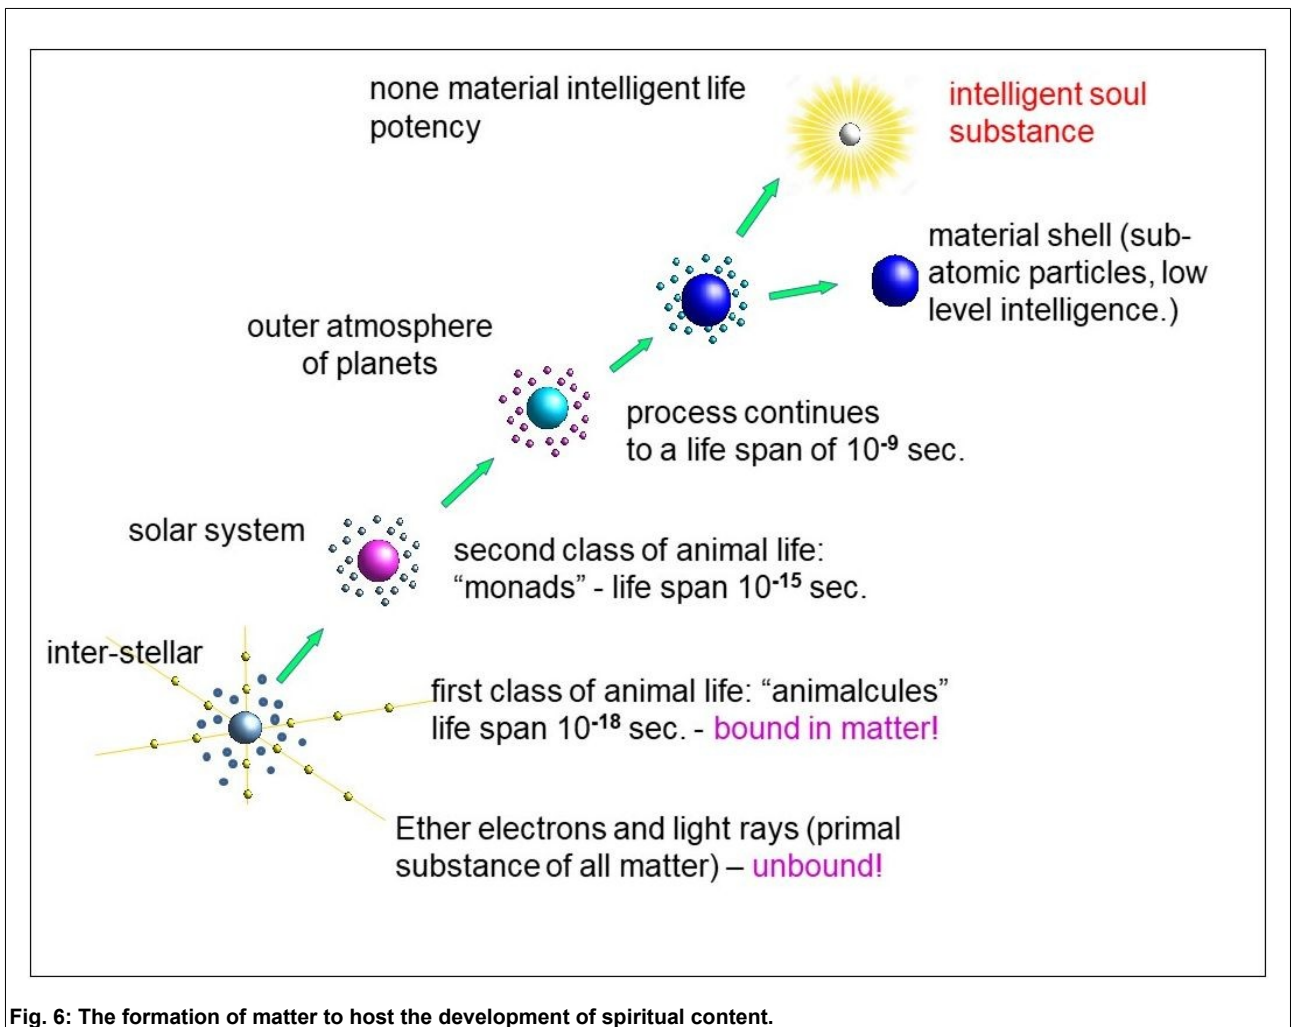 none material intelligent life
potency
intelligent soul
substance
material shell (sub-
atomic particles, low
level intelligence.)
outer atmosphere
of planets
process continues
to a life span of 10⁻⁹ sec.
solar system
second class of animal life:
“monads” - life span 10⁻¹⁵ sec.
inter-stellar
first class of animal life: “animalcules”
life span 10⁻¹⁸ sec. - bound in matter!
Ether electrons and light rays (primal
substance of all matter) – unbound!
Fig. 6: The formation of matter to host the development of spiritual content.